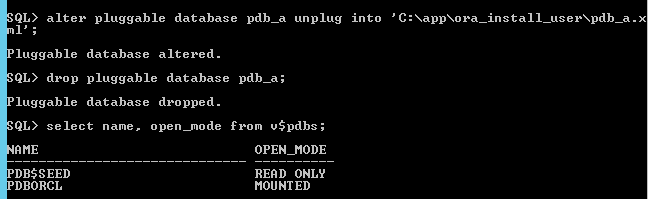 SQL> alter pluggable database pdb_a unplug into 'C:\app\ora_install_user\pdb_a.x
ml';
Pluggable database altered.
SQL> drop pluggable database pdb_a;
Pluggable database dropped.
SQL> select name, open_mode from v$pdbs;
NAME                           OPEN_MODE
------------------------------ ----------
PDB$SEED                       READ ONLY
PDBORCL                        MOUNTED